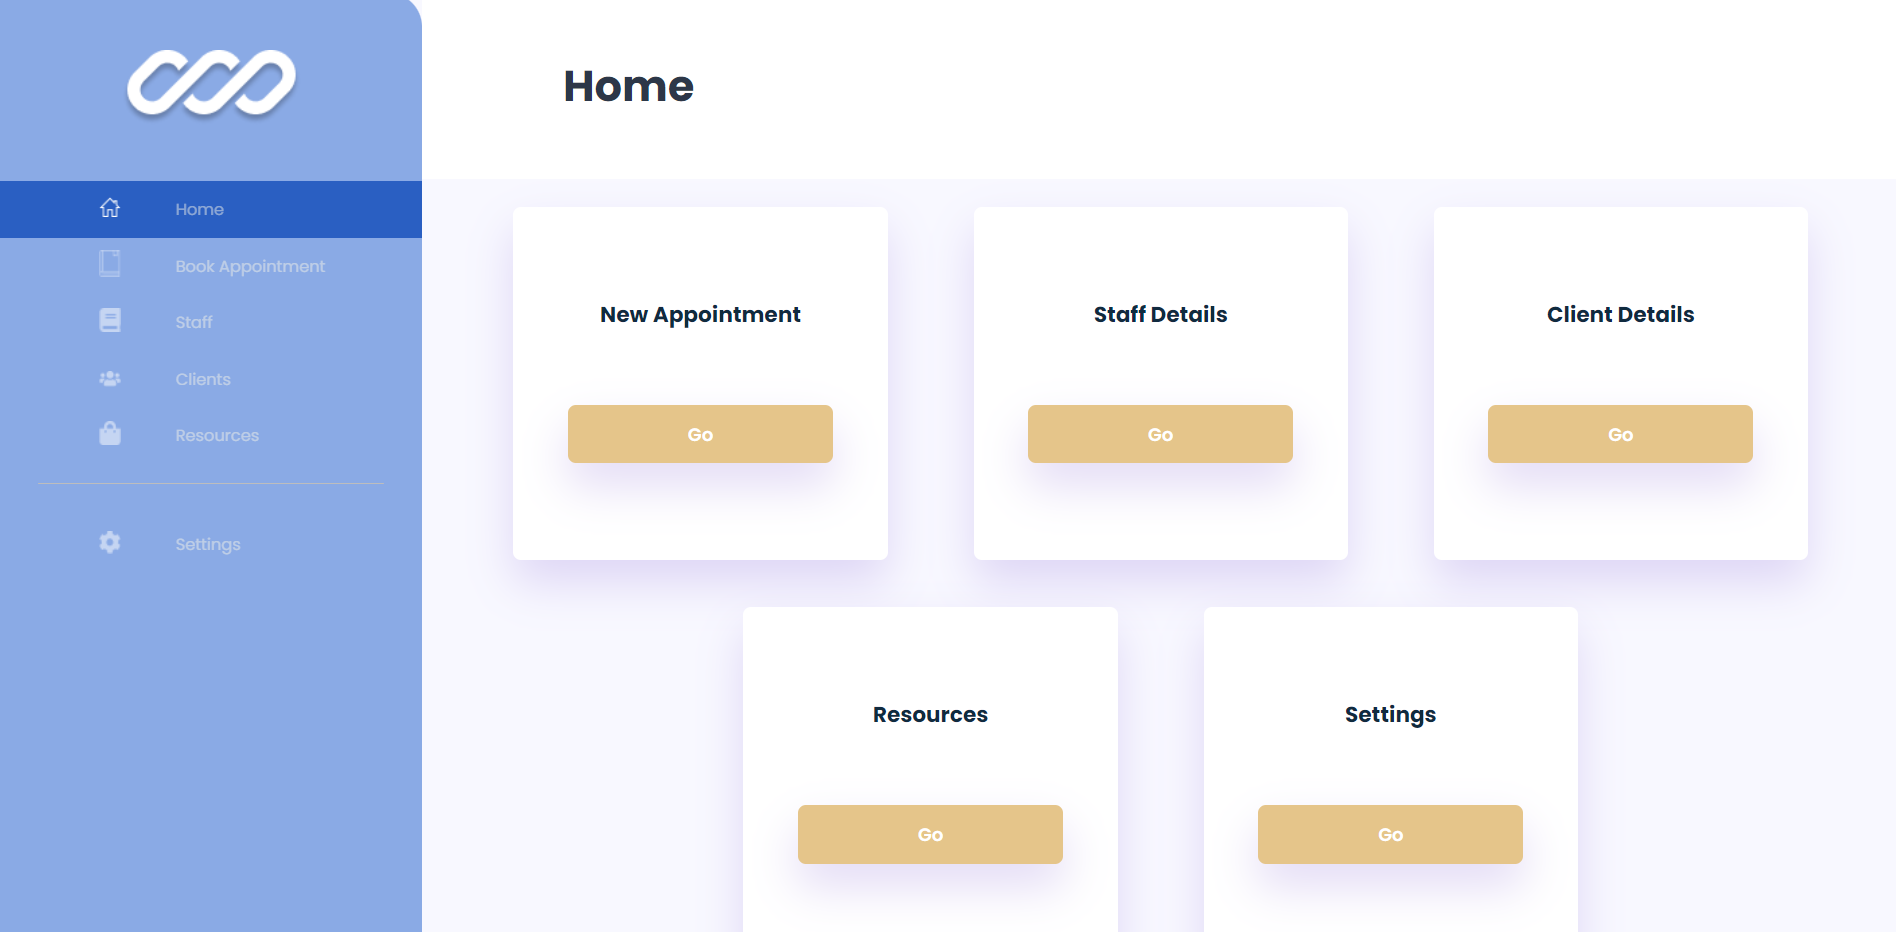 Home
Book Appointment
Staff
Clients
Resources
Settings
Home
New Appointment
Go
Staff Details
Go
Client Details
Go
Resources
Go
Settings
Go